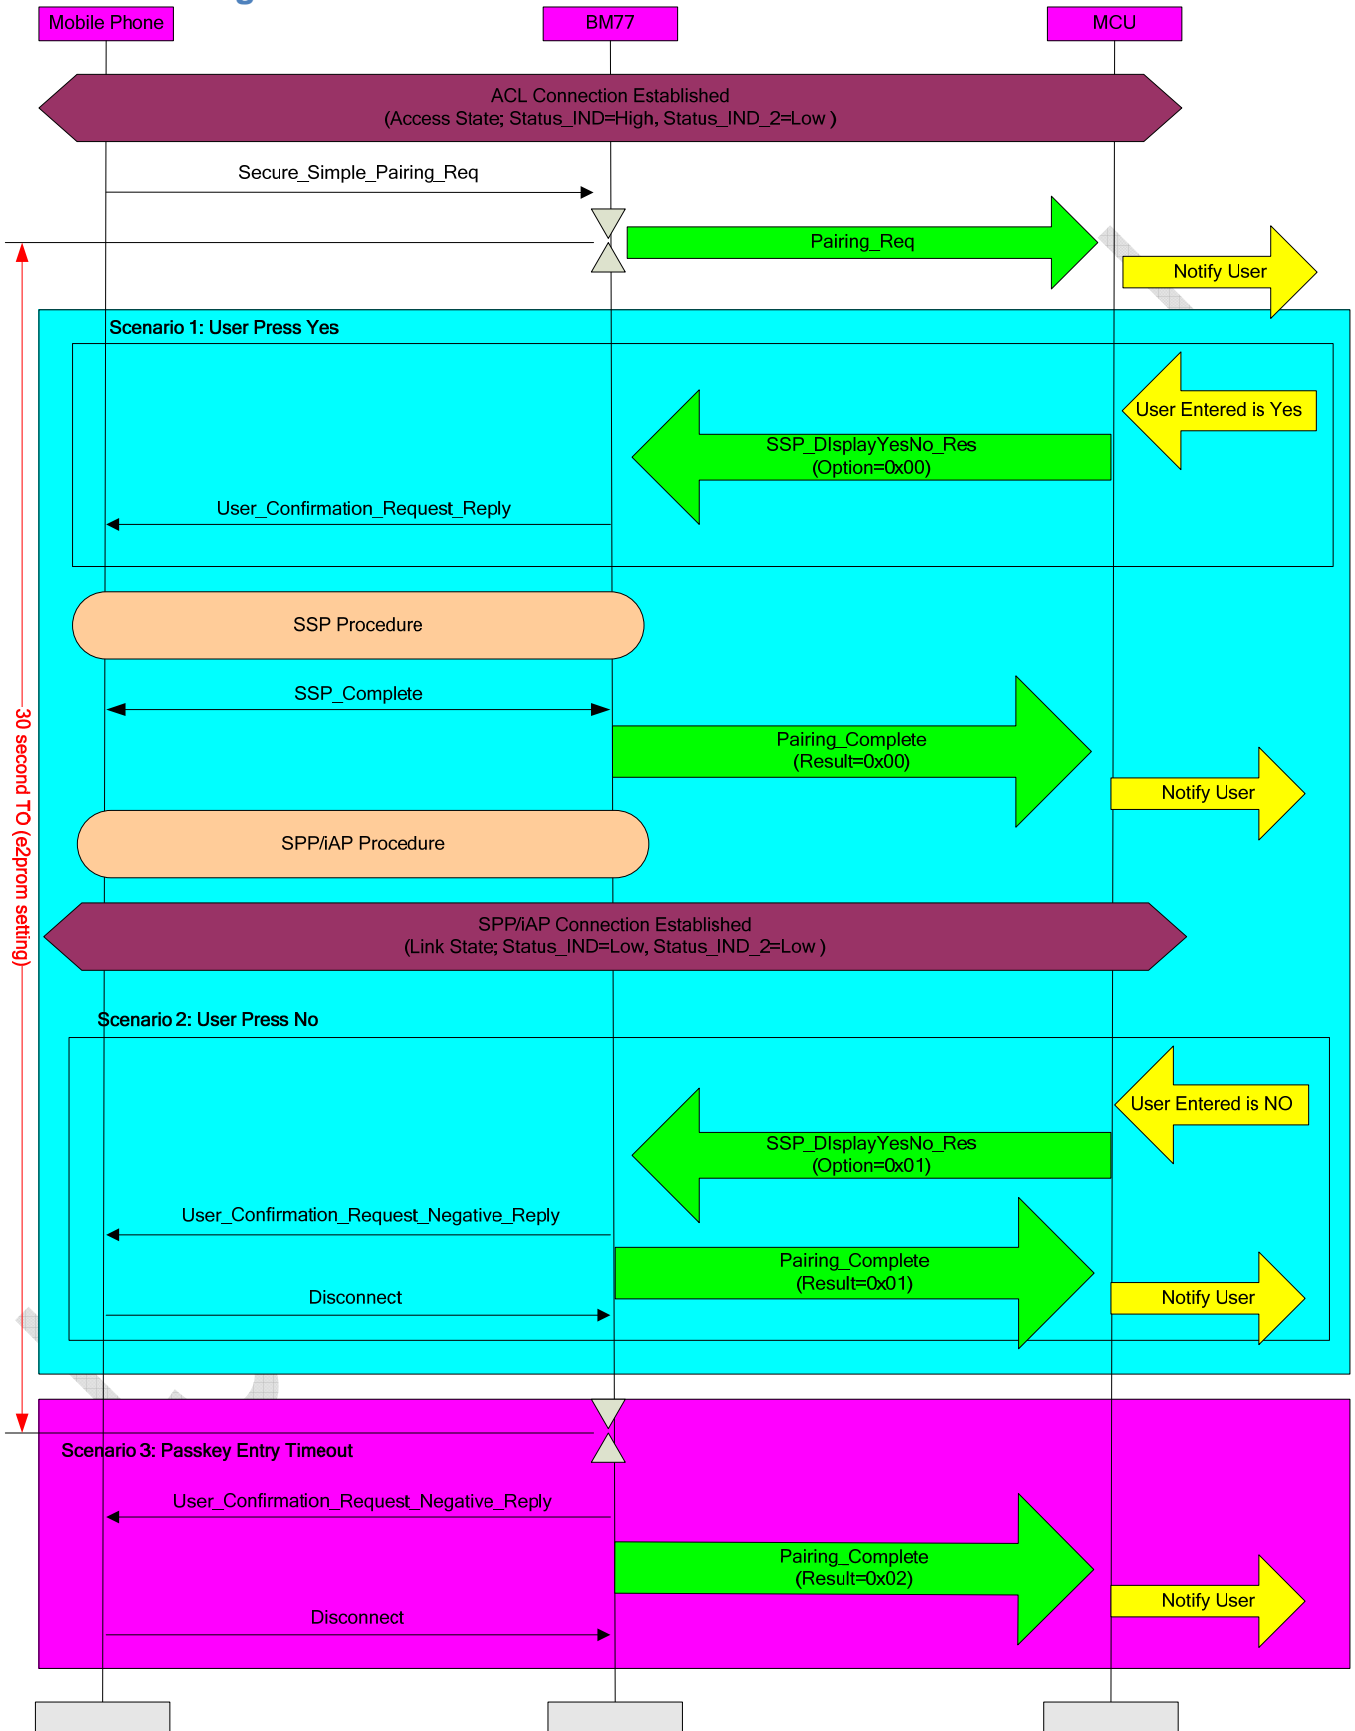 Mobile Phone
BM77
MCU
ACL Connection Established
(Access State; Status_IND=High, Status_IND_2=Low )
Secure_Simple_Pairing_Req
Pairing_Req
Notify User
Scenario 1: User Press Yes
User Entered is Yes
SSP_DIsplayYesNo_Res
(Option=0x00)
User_Confirmation_Request_Reply
SSP Procedure
SSP_Complete
Pairing_Complete
(Result=0x00)
Notify User
30 second TO (e2prom setting)
SPP/iAP Procedure
SPP/iAP Connection Established
(Link State; Status_IND=Low, Status_IND_2=Low )
Scenario 2: User Press No
User Entered is NO
SSP_DIsplayYesNo_Res
(Option=0x01)
User_Confirmation_Request_Negative_Reply
Pairing_Complete
(Result=0x01)
Disconnect
Notify User
Scenario 3: Passkey Entry Timeout
User_Confirmation_Request_Negative_Reply
Pairing_Complete
(Result=0x02)
Notify User
Disconnect